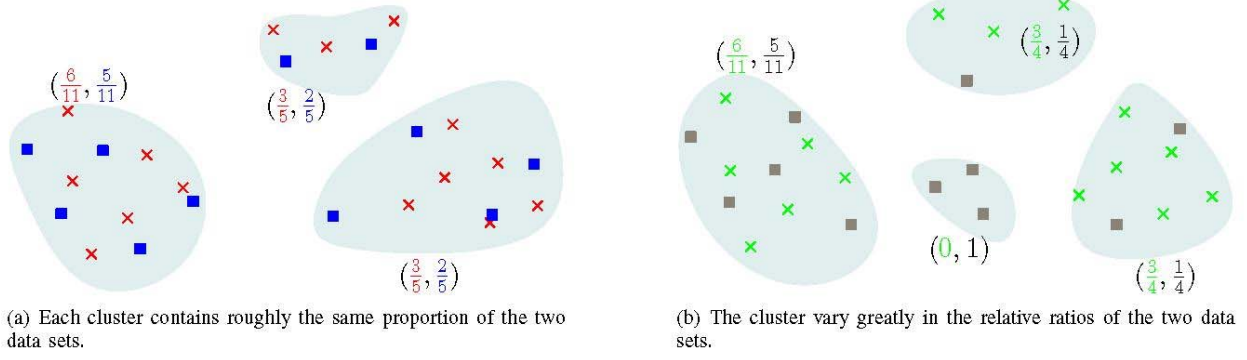 (6/11, 5/11)
(3/5, 2/5)
(3/5, 2/5)
(a) Each cluster contains roughly the same proportion of the two
data sets.
(6/11, 5/11)
(3/4, 1/4)
(0, 1)
(3/4, 1/4)
(b) The cluster vary greatly in the relative ratios of the two data
sets.